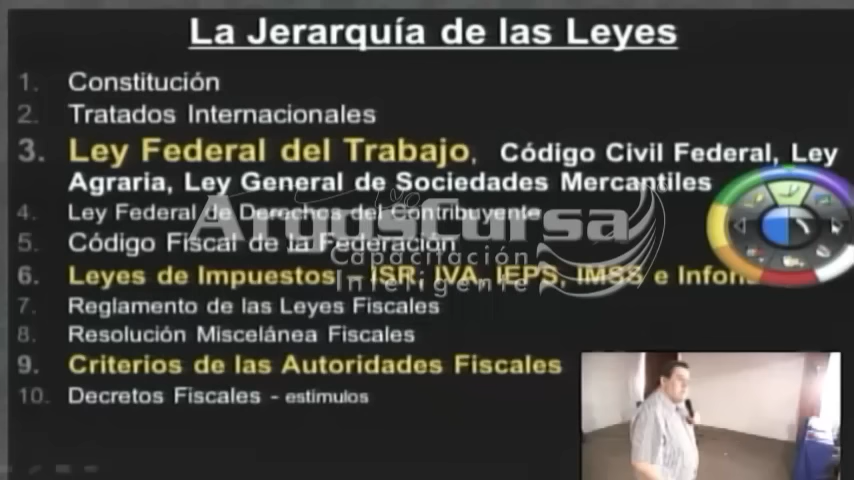 La Jerarquía de las Leyes
1. Constitución
2. Tratados Internacionales
3. Ley Federal del Trabajo, Código Civil Federal, Ley
Agraria, Ley General de Sociedades Mercantiles
4. Ley Federal de Derechos del Contribuyente
5. Código Fiscal de la Federación
6. Leyes de Impuestos – ISR, IVA, IEPS, IMSS e
7. Reglamento de las Leyes Fiscales
8. Resolución Miscelánea Fiscales
9. Criterios de las Autoridades Fiscales
10. Decretos Fiscales - estimulos
ArgusCursa
Capacitación
Inteligente